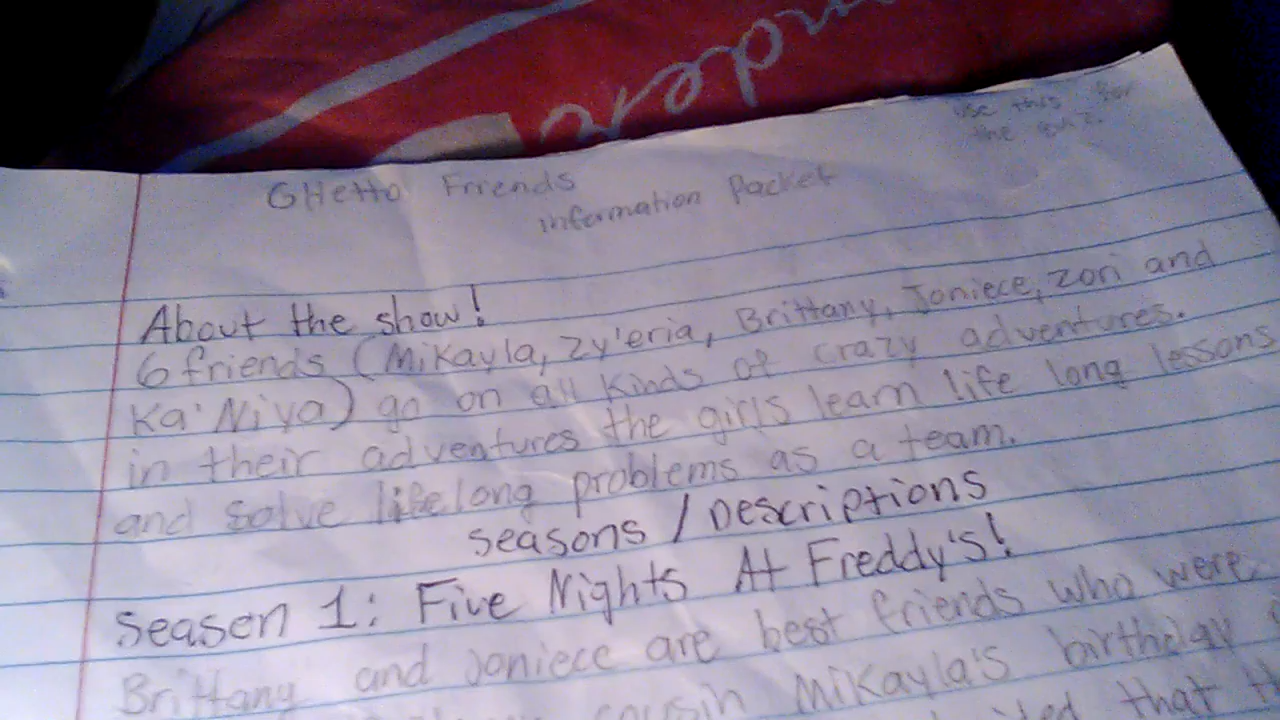 use this for
the quiz.
GHetto Friends
information Packet
About the show!
6 friends (Mikayla, Zy'eria, Brittany, Joniece, Zori and
Ka'Niya) go on all kinds of crazy adventures.
in their adventures the girls learn life long lessons
and solve lifelong problems as a team.
seasons / Descriptions
Season 1: Five Nights At Freddy's!
Brittany and Joniece are best friends who were
cousin Mikayla's birthday
that